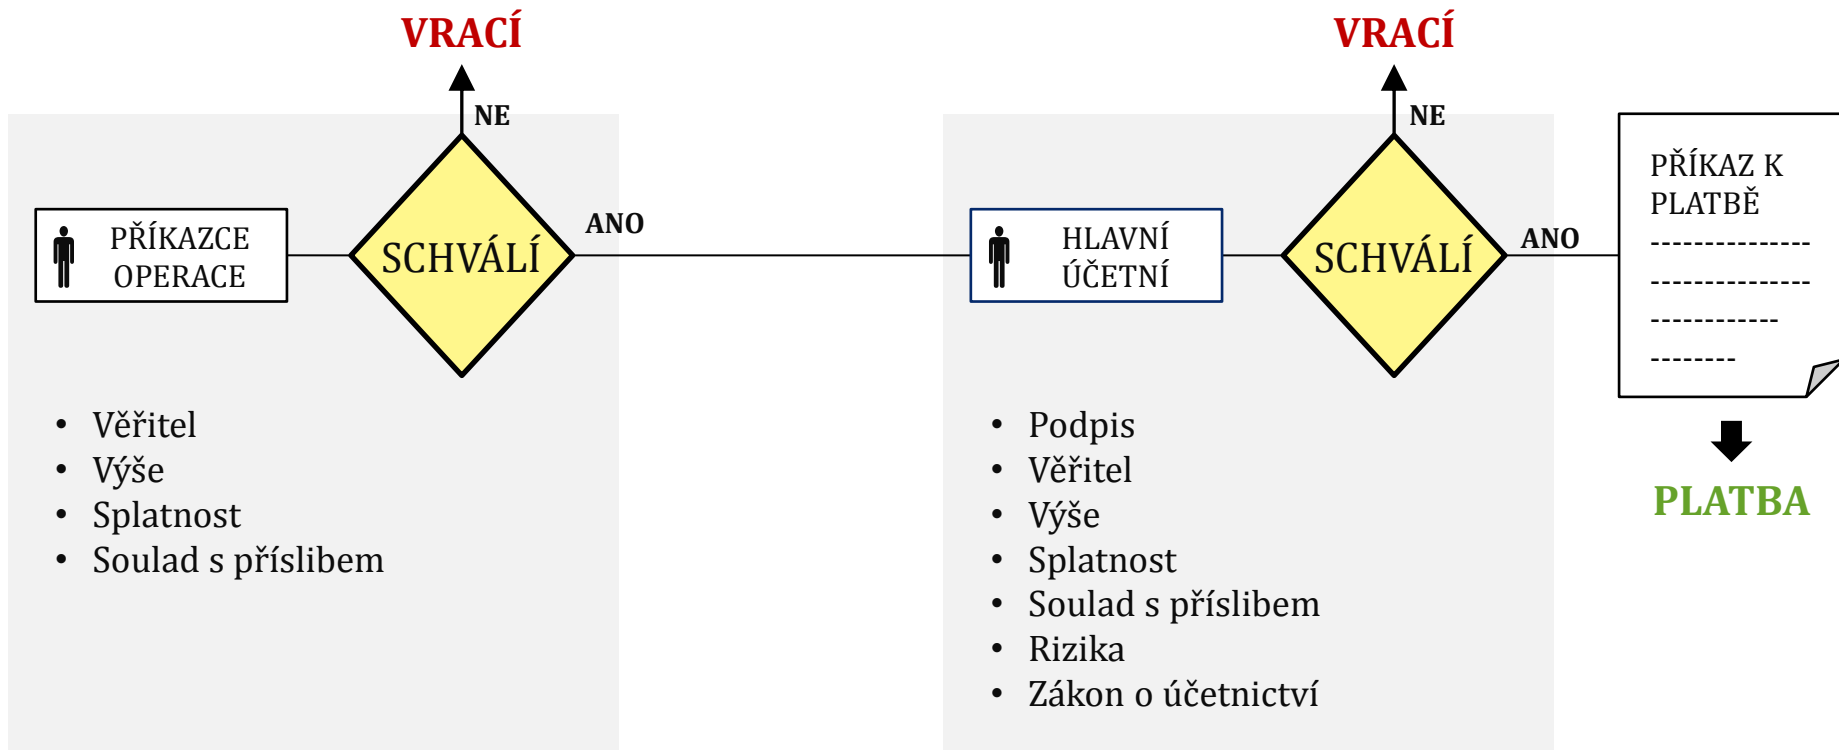 VRACÍ
NE
PŘÍKAZCE
OPERACE
SCHVÁLÍ
ANO
• Věřitel
• Výše
• Splatnost
• Soulad s příslibem
VRACÍ
NE
HLAVNÍ
ÚČETNÍ
SCHVÁLÍ
ANO
• Podpis
• Věřitel
• Výše
• Splatnost
• Soulad s příslibem
• Rizika
• Zákon o účetnictví
PŘÍKAZ K
PLATBĚ
---------------
---------------
------------
--------
PLATBA